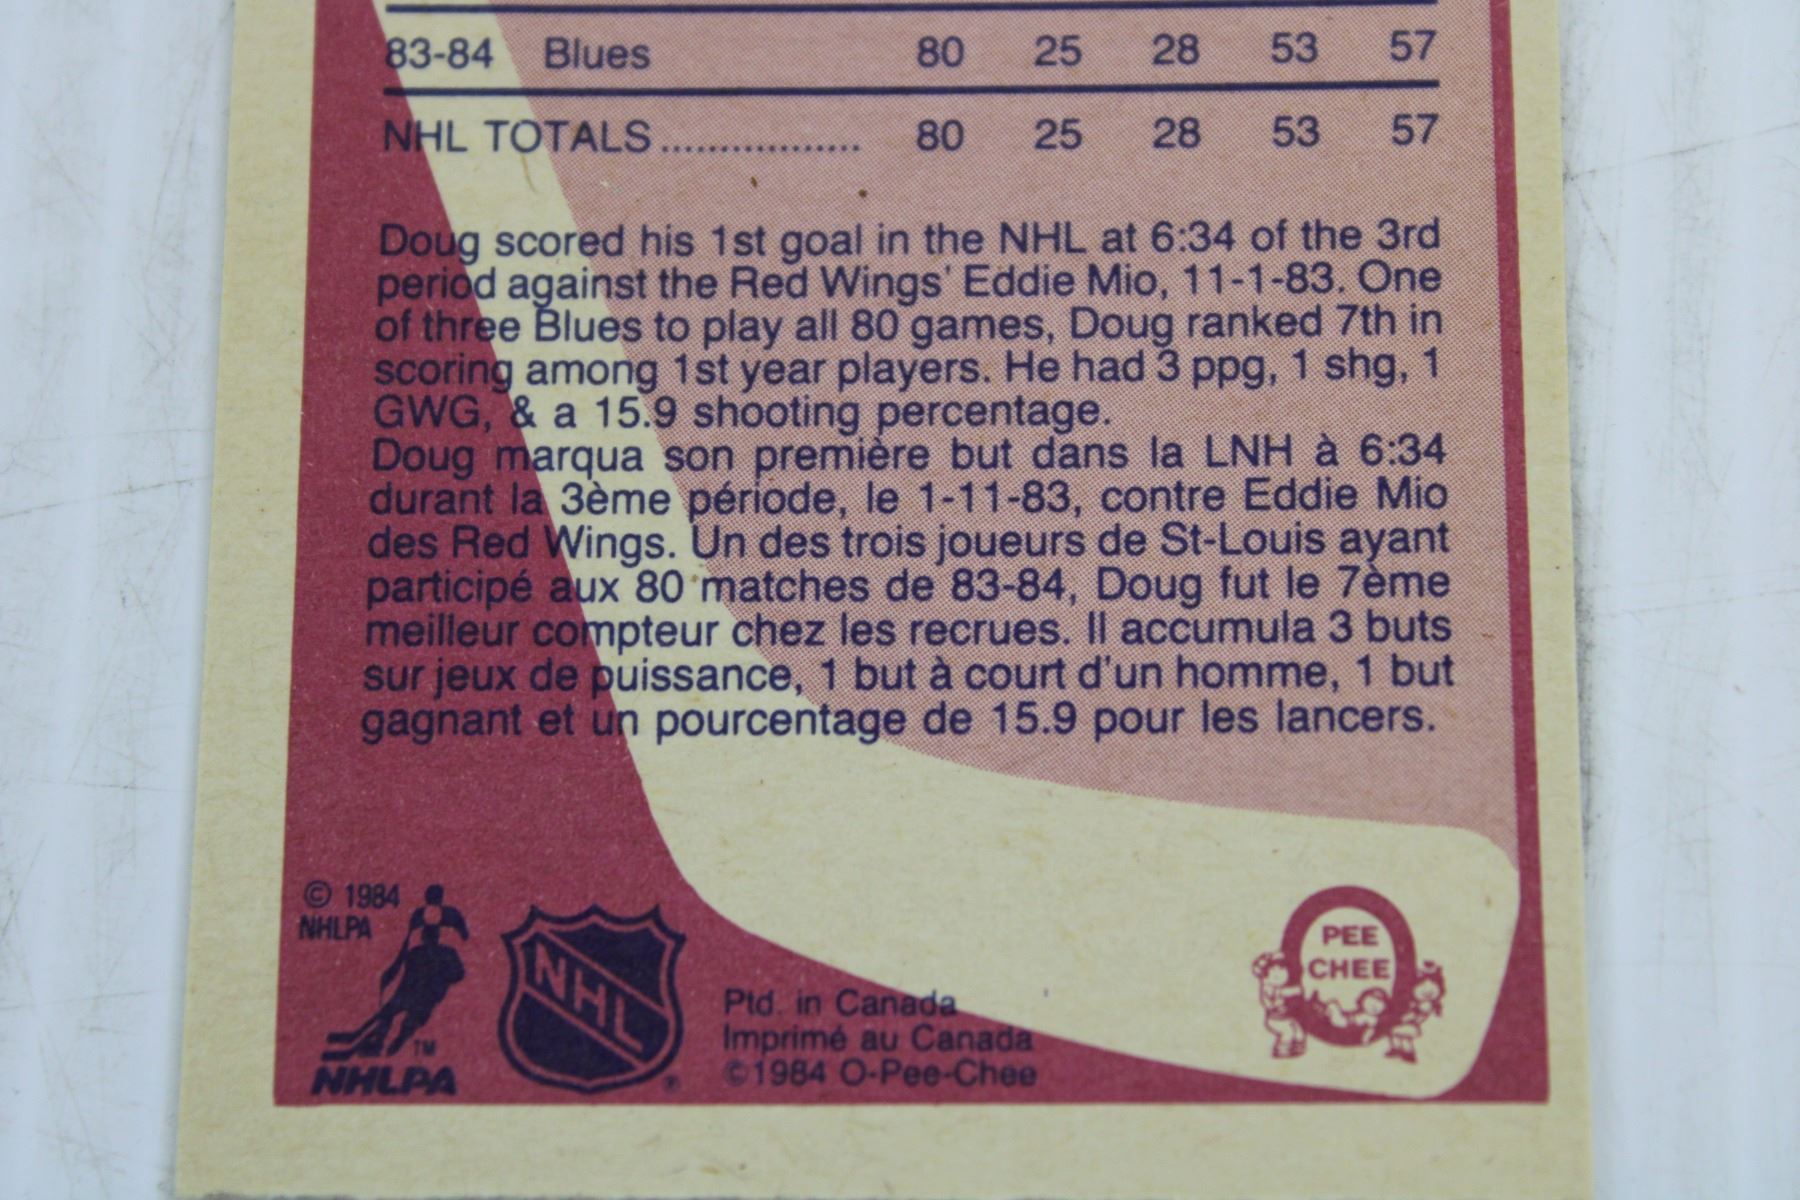 83-84 Blues 80 25 28 53 57
NHL TOTALS ................. 80 25 28 53 57
Doug scored his 1st goal in the NHL at 6:34 of the 3rd
period against the Red Wings' Eddie Mio, 11-1-83. One
of three Blues to play all 80 games, Doug ranked 7th in
scoring among 1st year players. He had 3 ppg, 1 shg, 1
GWG, & a 15.9 shooting percentage.
Doug marqua son première but dans la LNH à 6:34
durant la 3ème période, le 1-11-83, contre Eddie Mio
des Red Wings. Un des trois joueurs de St-Louis ayant
participé aux 80 matches de 83-84, Doug fut le 7ème
meilleur compteur chez les recrues. Il accumula 3 buts
sur jeux de puissance, 1 but à court d'un homme, 1 but
gagnant et un pourcentage de 15.9 pour les lancers.
© 1984
NHLPA
TM
NHLPA
NHL
®
Ptd. in Canada
Imprimé au Canada
©1984 O-Pee-Chee
O
PEE
CHEE